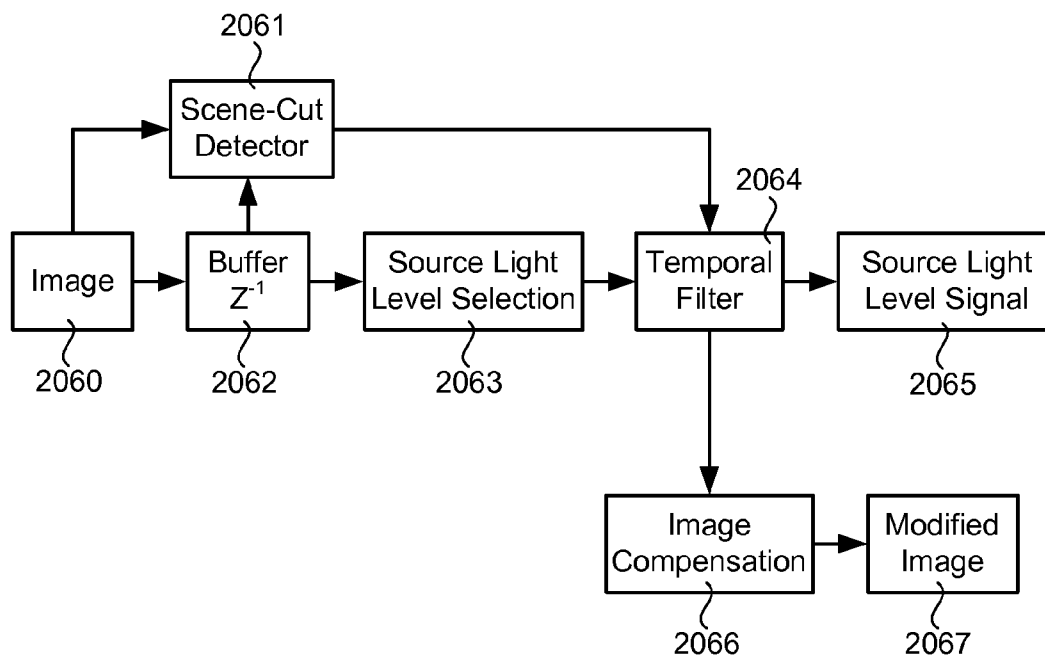 2061
Scene-Cut
Detector
2064
Image
Buffer
Z⁻¹
Source Light
Level Selection
Temporal
Filter
Source Light
Level Signal
2060
2062
2063
2065
Image
Compensation
Modified
Image
2066
2067